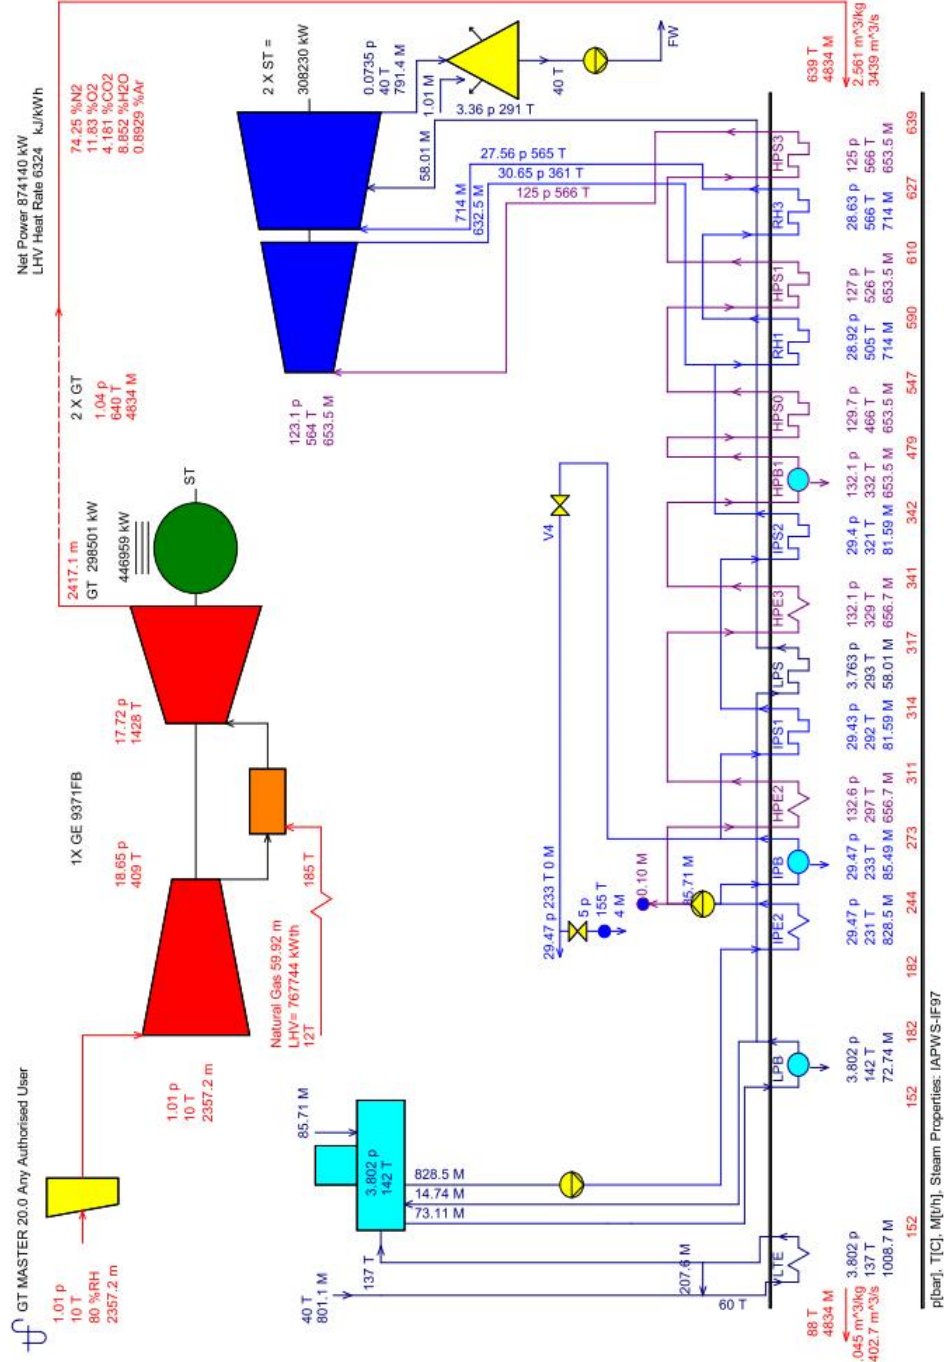 GT MASTER 20.0 Any Authorised User
1.01 p
10 T
80 %RH
2357.2 m
1.01 p
10 T
2357.2 m
1X GE 9371FB
18.65 p
409 T
17.72 p
1428 T
Natural Gas 59.92 m
LHV= 767744 kWth
12T
185 T
2417.1 m
GT 298501 kW
446959 kW
ST
2 X GT
1.04 p
640 T
4834 M
Net Power 874140 kW
LHV Heat Rate 6324 kJ/kWh
74.25 %N2
11.83 %O2
4.181 %CO2
8.852 %H2O
0.8929 %Ar
2 X ST =
308230 kW
0.0735 p
40 T
791.4 M
1.01 M
40 T
FW
3.36 p 291 T
58.01 M
27.56 p 565 T
30.65 p 361 T
125 p 566 T
714 M
632.5 M
123.1 p
564 T
653.5 M
639 T
4834 M
2.561 m^3/kg
3439 m^3/s
V4
29.47 p 233 T 0 M
5 p
155 T
4 M
0.10 M
85.71 M
85.71 M
3.802 p
142 T
828.5 M
14.74 M
73.11 M
137 T
40 T
801.1 M
207.6 M
60 T
LTE
LPB
IPE2
IPB
HPE2
IPS1
LPS
HPE3
IPS2
HPB1
HPS0
RH1
HPS1
RH3
HPS3
88 T
4834 M
.045 m^3/kg
402.7 m^3/s
3.802 p
137 T
1008.7 M
3.802 p
142 T
72.74 M
29.47 p
231 T
828.5 M
29.47 p
233 T
85.49 M
132.6 p
297 T
656.7 M
29.43 p
292 T
81.59 M
3.763 p
293 T
58.01 M
132.1 p
329 T
656.7 M
29.4 p
321 T
81.59 M
132.1 p
332 T
653.5 M
129.7 p
466 T
653.5 M
28.92 p
505 T
714 M
127 p
526 T
653.5 M
28.63 p
566 T
714 M
125 p
566 T
653.5 M
152 152 182 182 244 273 311 314 317 341 342 479 547 590 610 627 639
p[bar], T[C], M[t/h], Steam Properties: IAPWS-IF97